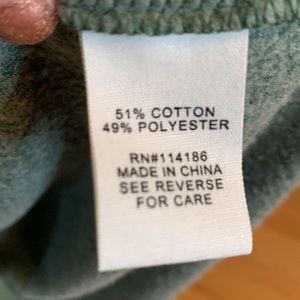 51% COTTON
49% POLYESTER
RN#114186
MADE IN CHINA
SEE REVERSE
FOR CARE